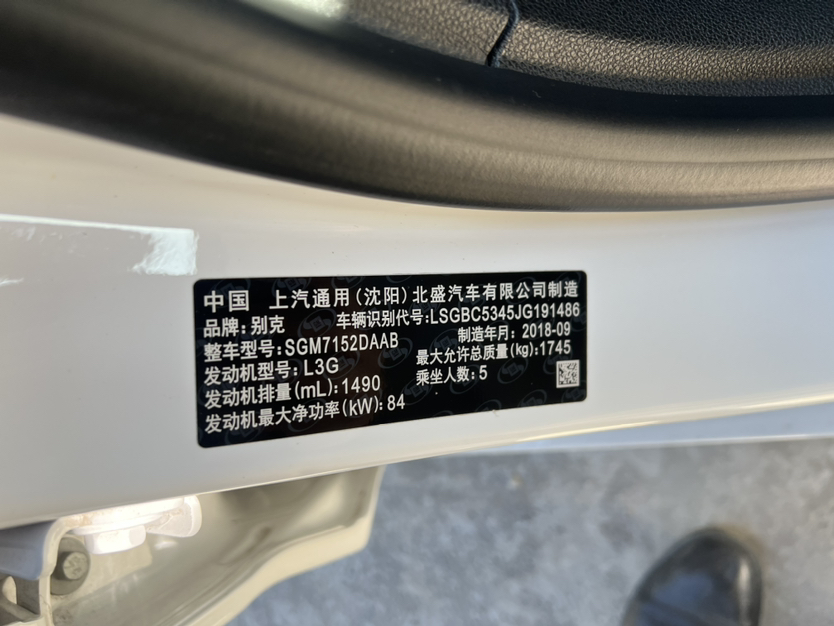 中国 上汽通用(沈阳)北盛汽车有限公司制造
品牌: 别克 车辆识别代号:LSGBC5345JG191486
整车型号: SGM7152DAAB 制造年月: 2018-09
发动机型号: L3G 最大允许总质量(kg):1745
发动机排量(mL): 1490 乘坐人数: 5
发动机最大净功率(kW): 84